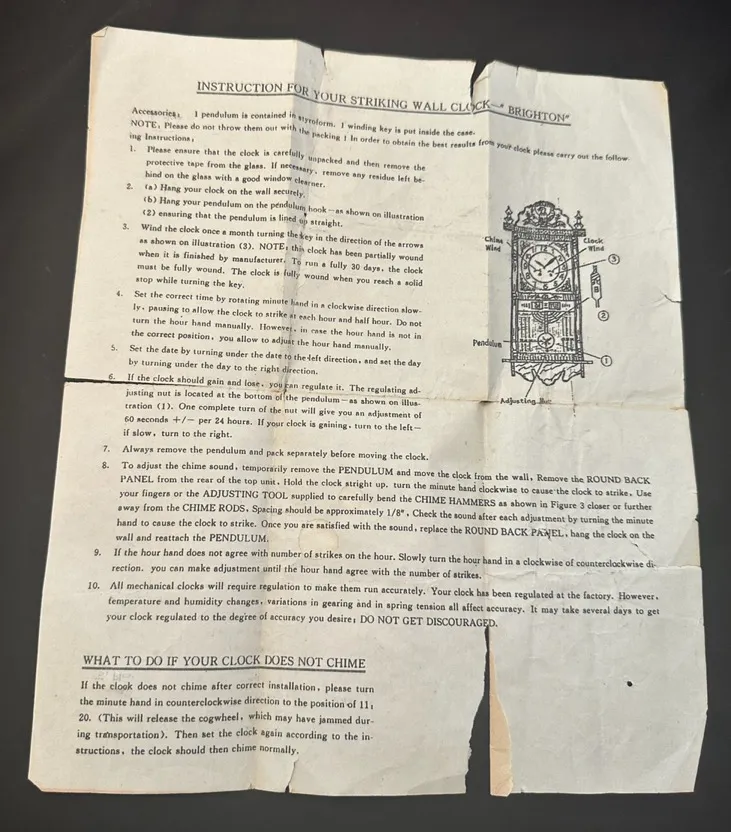 INSTRUCTION FOR YOUR STRIKING WALL CLOCK—"BRIGHTON"
Accessories, 1 pendulum is contained in styroform. 1 winding key is put inside the case.
NOTE, Please do not throw them out with the packing ! In order to obtain the best results from your clock please carry out the follow-
ing Instructions,
1. Please ensure that the clock is carefully unpacked and then remove the
protective tape from the glass. If necessary, remove any residue left be-
hind on the glass with a good window cleaner.
2. (a) Hang your clock on the wall securely.
(b) Hang your pendulum on the pendulum hook—as shown on illustration
(2) ensuring that the pendulum is lined up straight.
3. Wind the clock once a month turning the key in the direction of the arrows
as shown on illustration (3). NOTE, this clock has been partially wound
when it is finished by manufacturer. To run a fully 30 days, the clock
must be fully wound. The clock is fully wound when you reach a solid
stop while turning the key.
4. Set the correct time by rotating minute hand in a clockwise direction slow-
ly, pausing to allow the clock to strike at each hour and half hour. Do not
turn the hour hand manually. However, in case the hour hand is not in
the correct position, you allow to adjust the hour hand manually.
5. Set the date by turning under the date to the left direction, and set the day
by turning under the day to the right direction.
6. If the clock should gain and lose, you can regulate it. The regulating ad-
justing nut is located at the bottom of the pendulum—as shown on illus-
tration (1). One complete turn of the nut will give you an adjustment of
60 seconds +/— per 24 hours. If your clock is gaining, turn to the left—
if slow, turn to the right.
Chime
Wind
Clock
Wind
3
2
Pendulum
1
Adjusting Nut
7. Always remove the pendulum and pack separately before moving the clock.
8. To adjust the chime sound, temporarily remove the PENDULUM and move the clock from the wall, Remove the ROUND BACK
PANEL from the rear of the top unit. Hold the clock stright up, turn the minute hand clockwise to cause the clock to strike, Use
your fingers or the ADJUSTING TOOL supplied to carefully bend the CHIME HAMMERS as shown in Figure 3 closer or further
away from the CHIME RODS, Spacing should be approximately 1/8", Check the sound after each adjustment by turning the minute
hand to cause the clock to strike. Once you are satisfied with the sound, replace the ROUND BACK PANEL, hang the clock on the
wall and reattach the PENDULUM.
9. If the hour hand does not agree with number of strikes on the hour. Slowly turn the hour hand in a clockwise of counterclockwise di-
rection, you can make adjustment until the hour hand agree with the number of strikes.
10. All mechanical clocks will require regulation to make them run accurately. Your clock has been regulated at the factory. However,
temperature and humidity changes, variations in gearing and in spring tension all affect accuracy. It may take several days to get
your clock regulated to the degree of accuracy you desire; DO NOT GET DISCOURAGED.
WHAT TO DO IF YOUR CLOCK DOES NOT CHIME
If the clook does not chime after correct installation, please turn
the minute hand in counterclockwise direction to the position of 11;
20. (This will release the cogwheel, which may have jammed dur-
ing transportation). Then set the clock again according to the in-
structions, the clock should then chime normally.